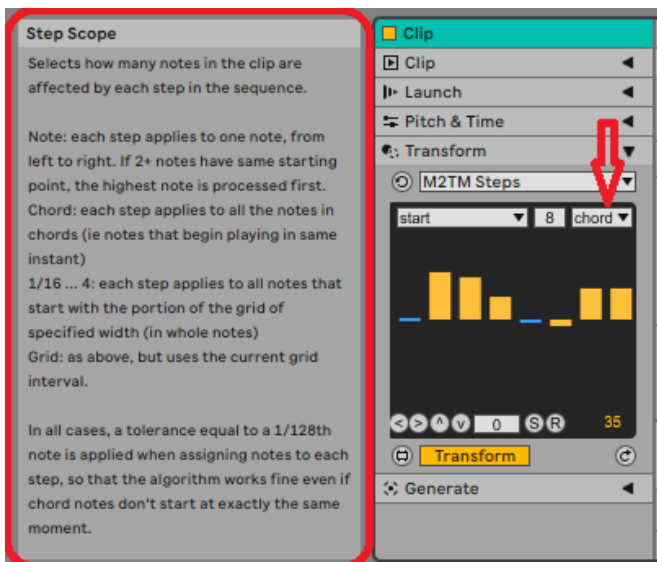 Step Scope
Selects how many notes in the clip are
affected by each step in the sequence.
Note: each step applies to one note, from
left to right. If 2+ notes have same starting
point, the highest note is processed first.
Chord: each step applies to all the notes in
chords (ie notes that begin playing in same
instant)
1/16 ... 4: each step applies to all notes that
start with the portion of the grid of
specified width (in whole notes)
Grid: as above, but uses the current grid
interval.
In all cases, a tolerance equal to a 1/128th
note is applied when assigning notes to each
step, so that the algorithm works fine even if
chord notes don't start at exactly the same
moment.
Clip
Clip
Launch
Pitch & Time
Transform
M2TM Steps
start 8 chord
< > ^ v 0 S R 35
Transform
Generate